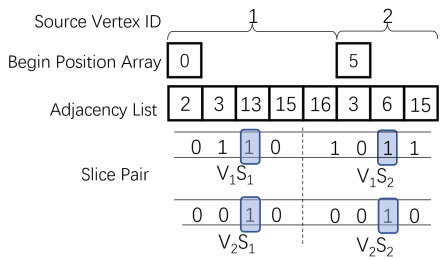 Source Vertex ID 1 2
Begin Position Array 0 5
Adjacency List 2 3 13 15 16 3 6 15
0 1 1 0 1 0 1 1
V₁S₁ V₁S₂
Slice Pair
0 0 1 0 0 0 1 0
V₂S₁ V₂S₂